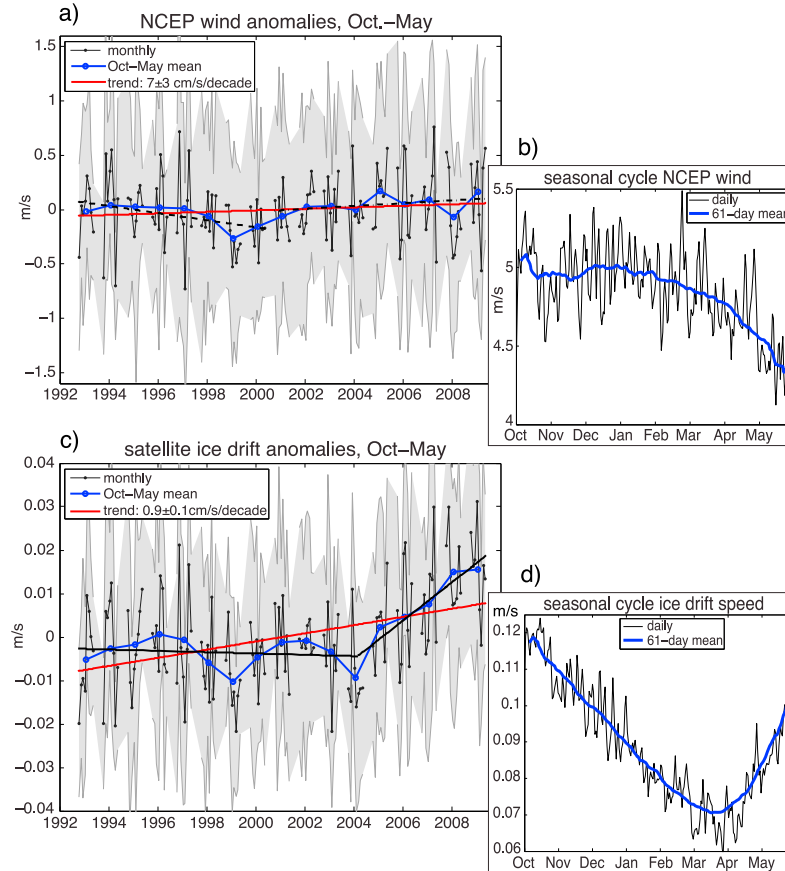 a)
NCEP wind anomalies, Oct.–May
monthly
Oct–May mean
trend: 7±3 cm/s/decade
1.5
1
0.5
0
−0.5
−1
−1.5
m/s
1992 1994 1996 1998 2000 2002 2004 2006 2008
b)
seasonal cycle NCEP wind
daily
61−day mean
5.5
5
4.5
4
m/s
Oct Nov Dec Jan Feb Mar Apr May
c)
satellite ice drift anomalies, Oct−May
monthly
Oct−May mean
trend: 0.9±0.1cm/s/decade
0.04
0.03
0.02
0.01
0
−0.01
−0.02
−0.03
−0.04
m/s
1992 1994 1996 1998 2000 2002 2004 2006 2008
d)
seasonal cycle ice drift speed
daily
61−day mean
m/s
0.12
0.11
0.1
0.09
0.08
0.07
0.06
Oct Nov Dec Jan Feb Mar Apr May